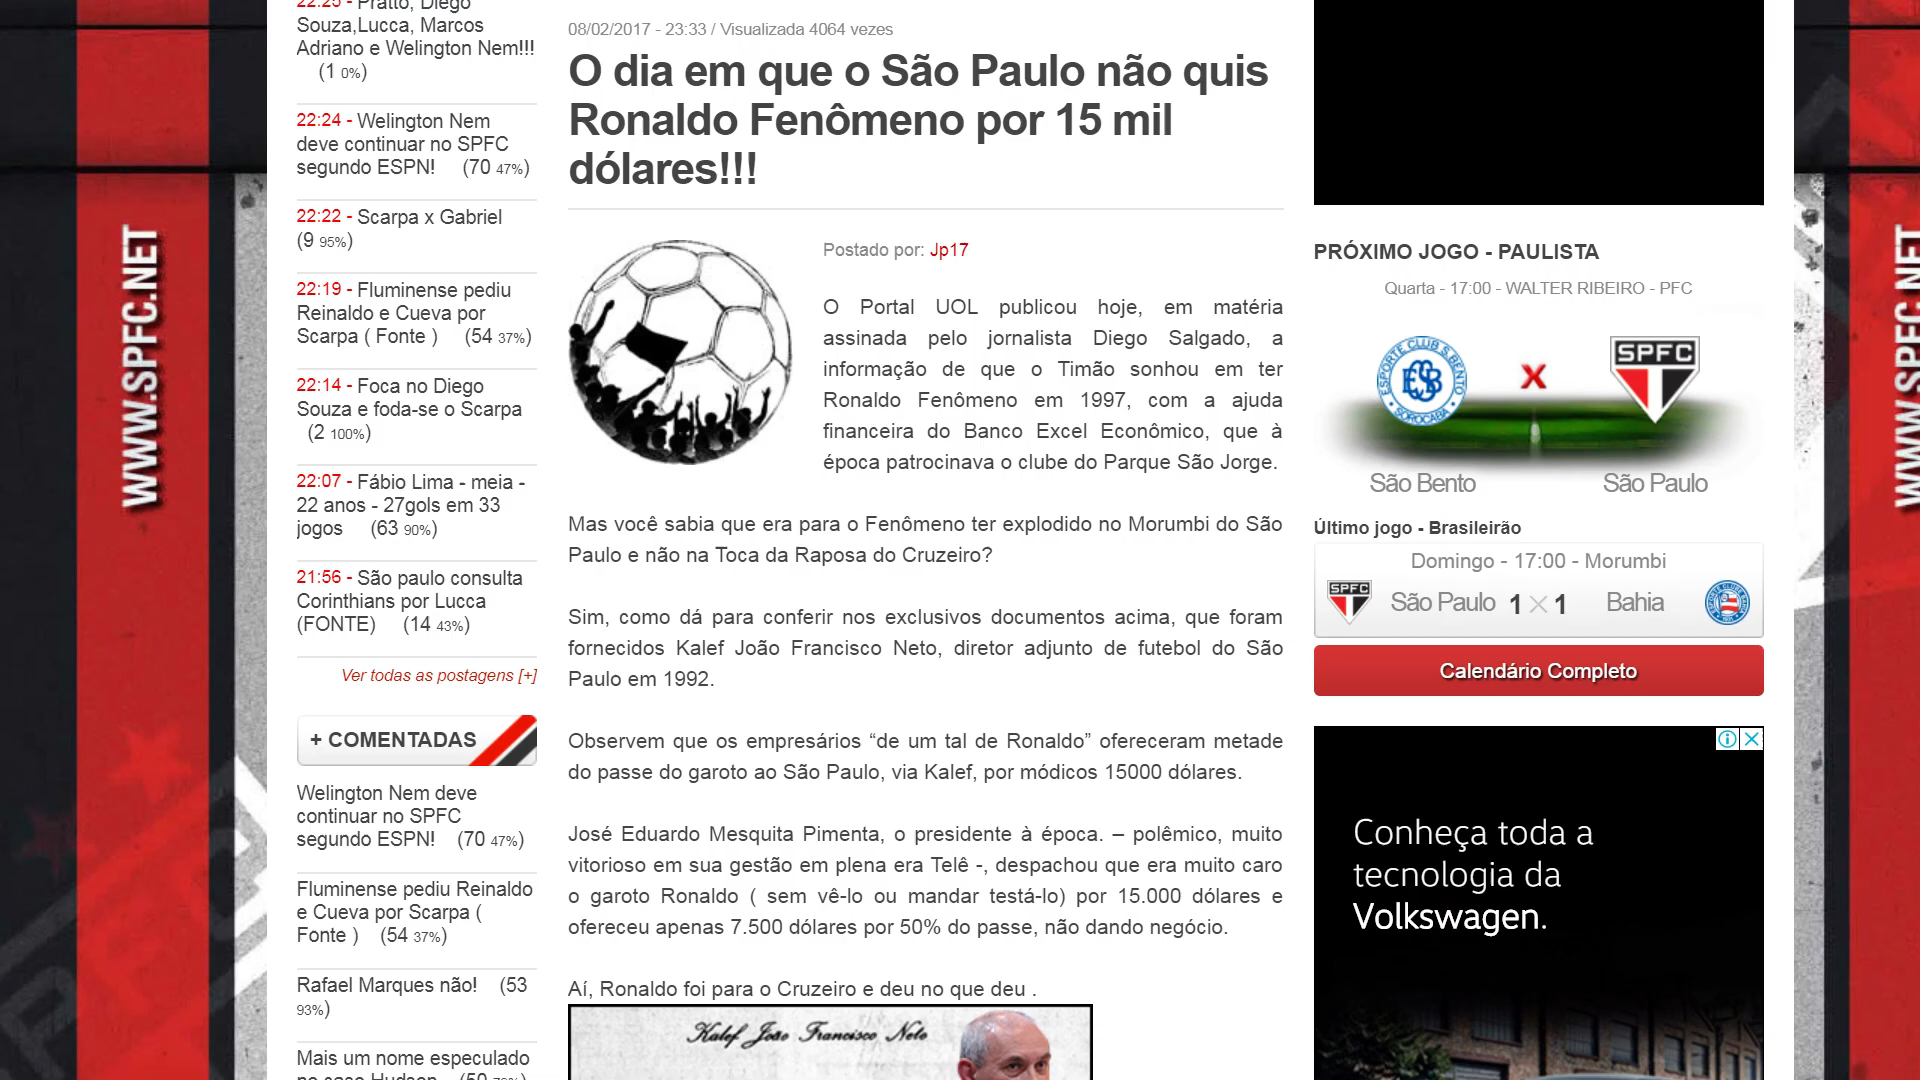 22:25 - Pratto, Diego
Souza,Lucca, Marcos
Adriano e Welington Nem!!!
(1 0%)
22:24 - Welington Nem
deve continuar no SPFC
segundo ESPN! (70 47%)
22:22 - Scarpa x Gabriel
(9 95%)
22:19 - Fluminense pediu
Reinaldo e Cueva por
Scarpa ( Fonte ) (54 37%)
22:14 - Foca no Diego
Souza e foda-se o Scarpa
(2 100%)
22:07 - Fábio Lima - meia -
22 anos - 27gols em 33
jogos (63 90%)
21:56 - São paulo consulta
Corinthians por Lucca
(FONTE) (14 43%)
Ver todas as postagens [+]
+ COMENTADAS
Welington Nem deve
continuar no SPFC
segundo ESPN! (70 47%)
Fluminense pediu Reinaldo
e Cueva por Scarpa (
Fonte ) (54 37%)
Rafael Marques não! (53
93%)
Mais um nome especulado
no caso Hudson
08/02/2017 - 23:33 / Visualizada 4064 vezes
O dia em que o São Paulo não quis
Ronaldo Fenômeno por 15 mil
dólares!!!
Postado por: Jp17
O Portal UOL publicou hoje, em matéria
assinada pelo jornalista Diego Salgado, a
informação de que o Timão sonhou em ter
Ronaldo Fenômeno em 1997, com a ajuda
financeira do Banco Excel Econômico, que à
época patrocinava o clube do Parque São Jorge.
Mas você sabia que era para o Fenômeno ter explodido no Morumbi do São
Paulo e não na Toca da Raposa do Cruzeiro?
Sim, como dá para conferir nos exclusivos documentos acima, que foram
fornecidos Kalef João Francisco Neto, diretor adjunto de futebol do São
Paulo em 1992.
Observem que os empresários “de um tal de Ronaldo” ofereceram metade
do passe do garoto ao São Paulo, via Kalef, por módicos 15000 dólares.
José Eduardo Mesquita Pimenta, o presidente à época. – polêmico, muito
vitorioso em sua gestão em plena era Telê -, despachou que era muito caro
o garoto Ronaldo ( sem vê-lo ou mandar testá-lo) por 15.000 dólares e
ofereceu apenas 7.500 dólares por 50% do passe, não dando negócio.
Aí, Ronaldo foi para o Cruzeiro e deu no que deu .
Kalef João Francisco Neto
PRÓXIMO JOGO - PAULISTA
Quarta - 17:00 - WALTER RIBEIRO - PFC
ESPORTE CLUB S. BENTO
ECSB
SOROCABA
X
SPFC
São Bento São Paulo
Último jogo - Brasileirão
Domingo - 17:00 - Morumbi
SPFC São Paulo 1 X 1 Bahia
Calendário Completo
Conheça toda a
tecnologia da
Volkswagen.
WWW.SPFC.NET
WWW.SPFC.NET